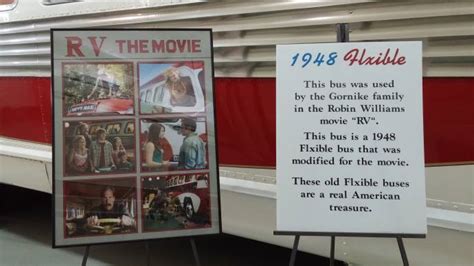 RV THE MOVIE
1948 Flxible
This bus was used
by the Gornike family
in the Robin Williams
movie "RV".
This bus is a 1948
Flxible bus that was
modified for the movie.
These old Flxible buses
are a real American
treasure.